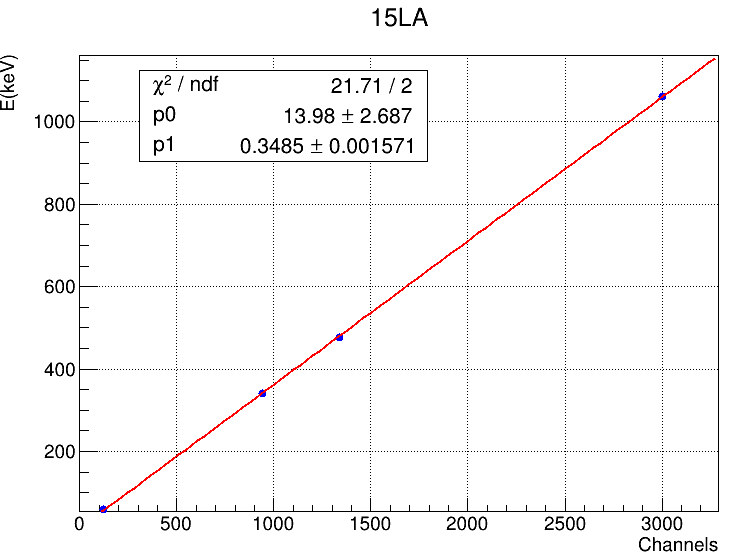 15LA
E(keV)
χ² / ndf 21.71 / 2
p0 13.98 ± 2.687
p1 0.3485 ± 0.001571
1000
800
600
400
200
0 500 1000 1500 2000 2500 3000
Channels